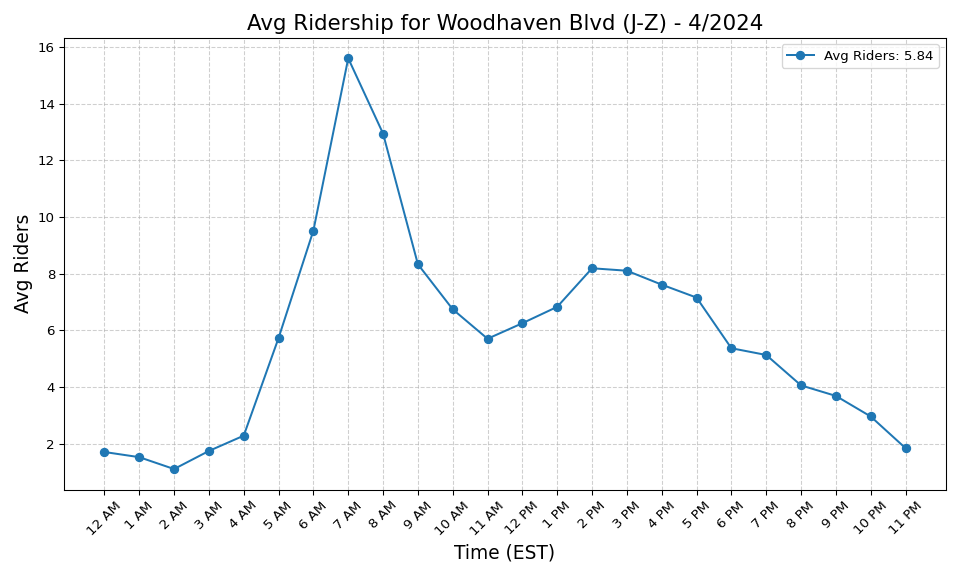 Avg Ridership for Woodhaven Blvd (J-Z) - 4/2024
Avg Riders: 5.84
Avg Riders
16
14
12
10
8
6
4
2
12 AM
1 AM
2 AM
3 AM
4 AM
5 AM
6 AM
7 AM
8 AM
9 AM
10 AM
11 AM
12 PM
1 PM
2 PM
3 PM
4 PM
5 PM
6 PM
7 PM
8 PM
9 PM
10 PM
11 PM
Time (EST)